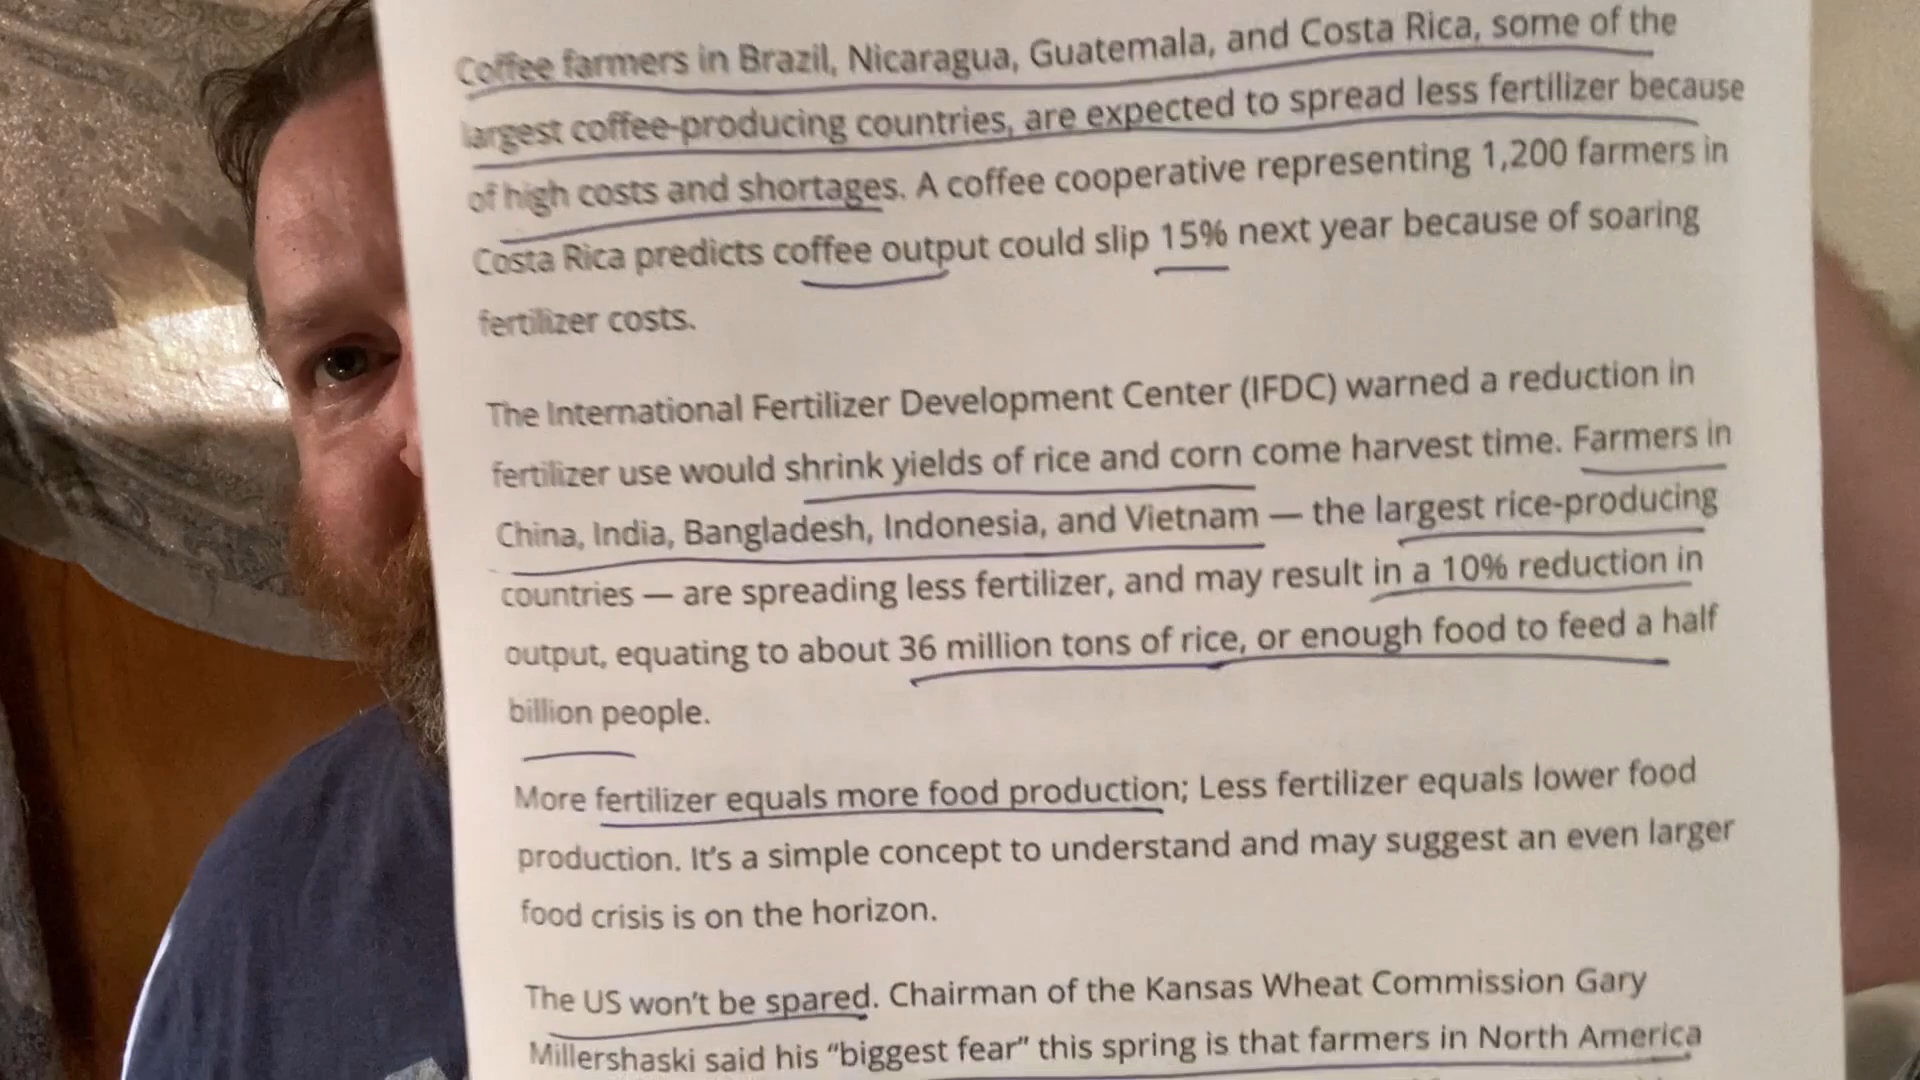 Coffee farmers in Brazil, Nicaragua, Guatemala, and Costa Rica, some of the
largest coffee-producing countries, are expected to spread less fertilizer because
of high costs and shortages. A coffee cooperative representing 1,200 farmers in
Costa Rica predicts coffee output could slip 15% next year because of soaring
fertilizer costs.
The International Fertilizer Development Center (IFDC) warned a reduction in
fertilizer use would shrink yields of rice and corn come harvest time. Farmers in
China, India, Bangladesh, Indonesia, and Vietnam — the largest rice-producing
countries — are spreading less fertilizer, and may result in a 10% reduction in
output, equating to about 36 million tons of rice, or enough food to feed a half
billion people.
More fertilizer equals more food production; Less fertilizer equals lower food
production. It's a simple concept to understand and may suggest an even larger
food crisis is on the horizon.
The US won't be spared. Chairman of the Kansas Wheat Commission Gary
Millershaski said his “biggest fear” this spring is that farmers in North America